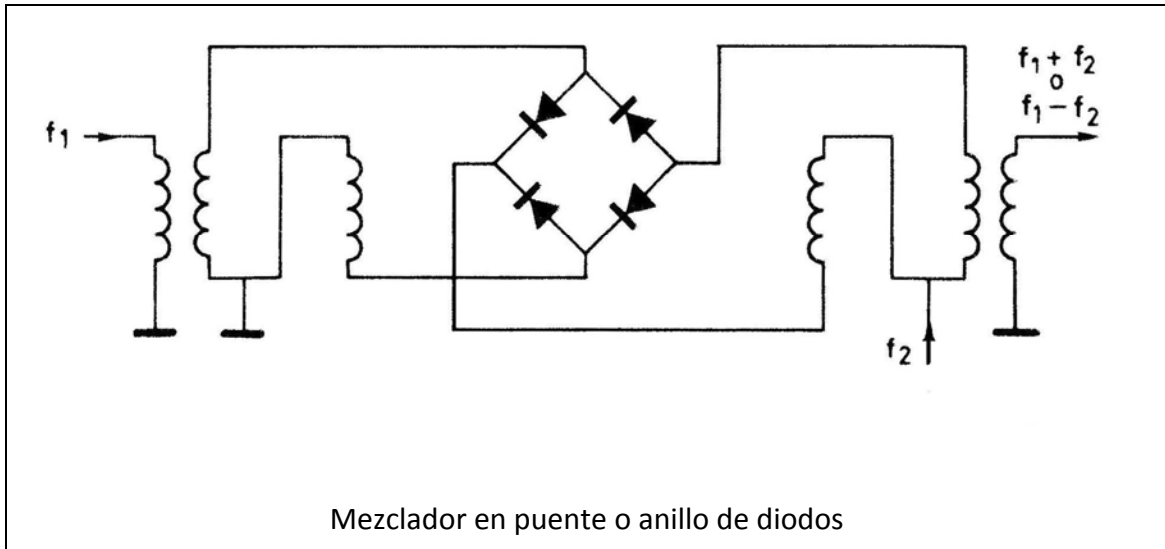 f1
f1 + f2
o
f1 − f2
f2
Mezclador en puente o anillo de diodos